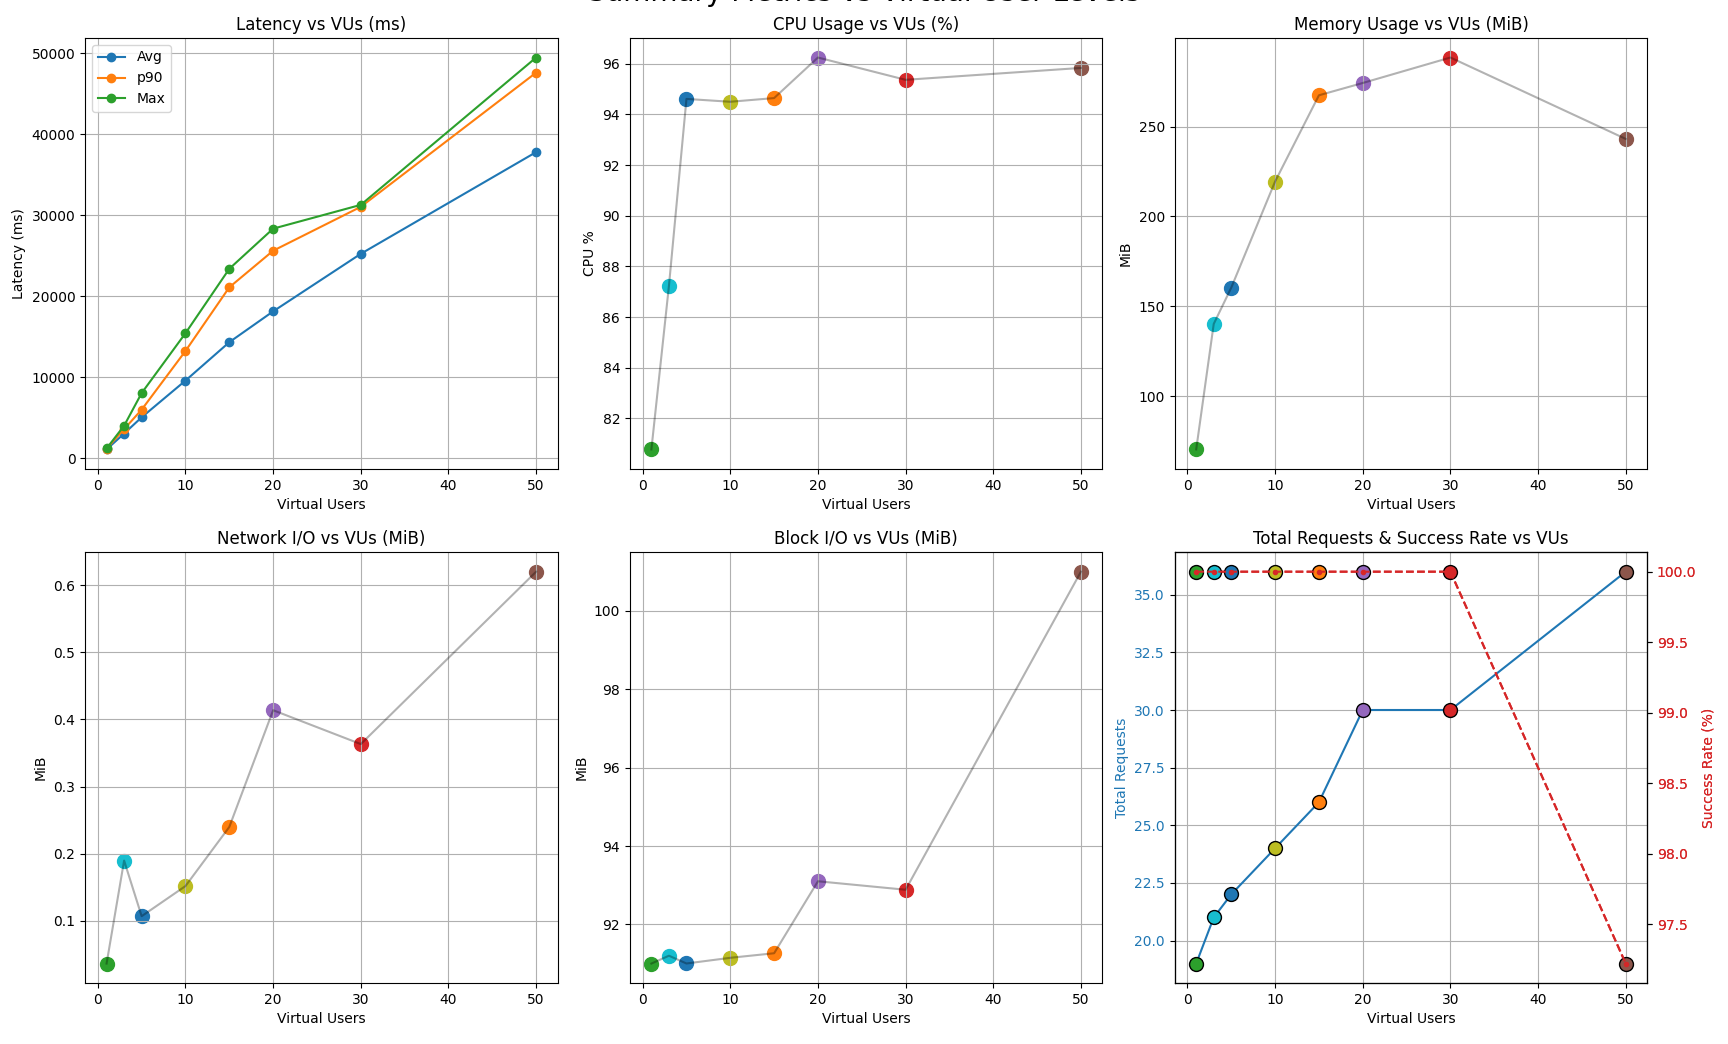 Summary Metrics vs Virtual User Levels
Latency vs VUs (ms)
50000
40000
30000
20000
10000
0
Latency (ms)
Avg
p90
Max
0 10 20 30 40 50
Virtual Users
CPU Usage vs VUs (%)
96
94
92
90
88
86
84
82
CPU %
0 10 20 30 40 50
Virtual Users
Memory Usage vs VUs (MiB)
250
200
150
100
MiB
0 10 20 30 40 50
Virtual Users
Network I/O vs VUs (MiB)
0.6
0.5
0.4
0.3
0.2
0.1
MiB
0 10 20 30 40 50
Virtual Users
Block I/O vs VUs (MiB)
100
98
96
94
92
MiB
0 10 20 30 40 50
Virtual Users
Total Requests & Success Rate vs VUs
35.0
32.5
30.0
27.5
25.0
22.5
20.0
Total Requests
100.0
99.5
99.0
98.5
98.0
97.5
Success Rate (%)
0 10 20 30 40 50
Virtual Users